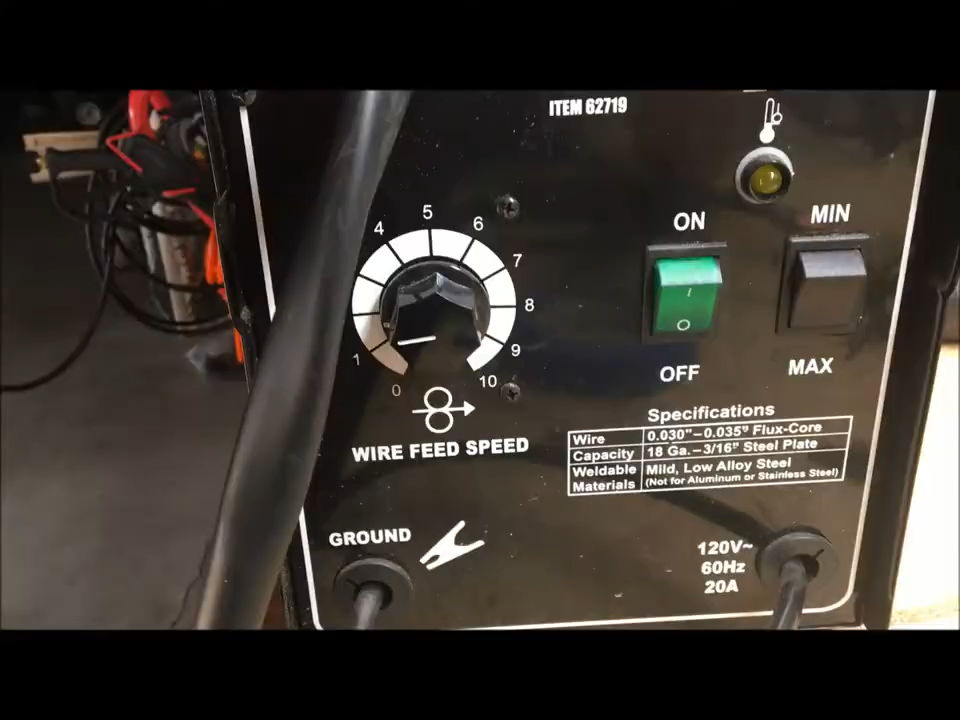 ITEM 62719
4 5 6
7
8
9
10
1
0
WIRE FEED SPEED
ON
I
O
OFF
MIN
MAX
Specifications
Wire 0.030"–0.035" Flux-Core
Capacity 18 Ga.–3/16" Steel Plate
Weldable Materials Mild, Low Alloy Steel
(Not for Aluminum or Stainless Steel)
GROUND
120V~
60Hz
20A